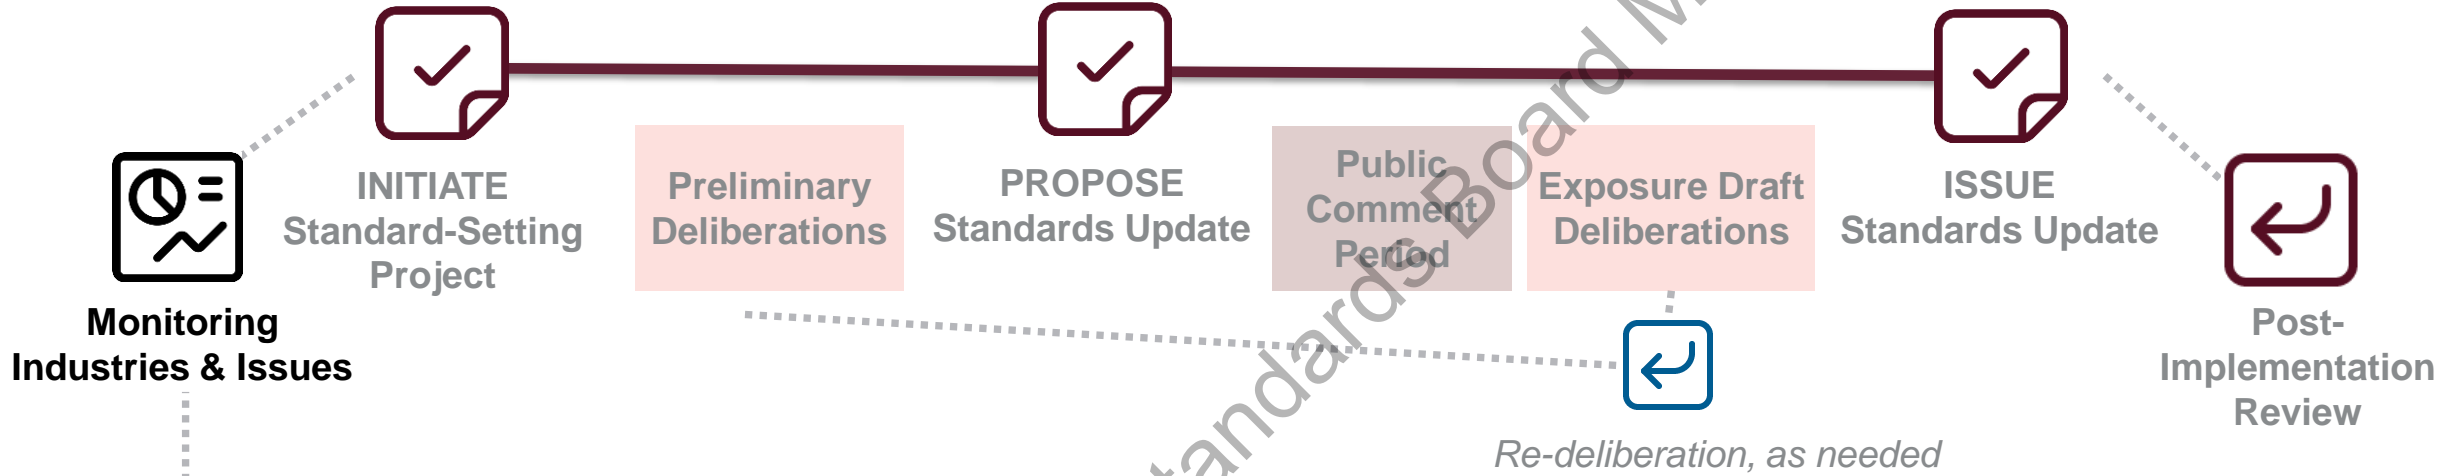 INITIATE
Standard-Setting
Project
Preliminary
Deliberations
PROPOSE
Standards Update
Public
Comment
Period
Exposure Draft
Deliberations
ISSUE
Standards Update
Monitoring
Industries & Issues
Post-
Implementation
Review
Re-deliberation, as needed
Board